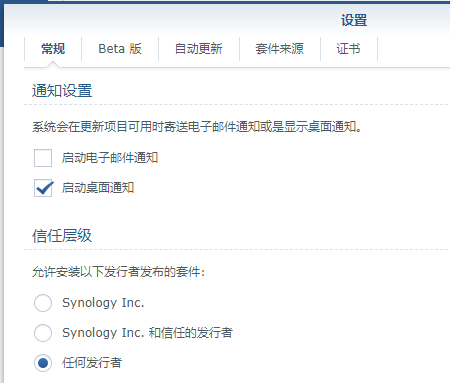 设置
常规 Beta 版 自动更新 套件来源 证书
通知设置
系统会在更新项目可用时寄送电子邮件通知或是显示桌面通知。
启动电子邮件通知
启动桌面通知
信任层级
允许安装以下发行者发布的套件:
Synology Inc.
Synology Inc. 和信任的发行者
任何发行者